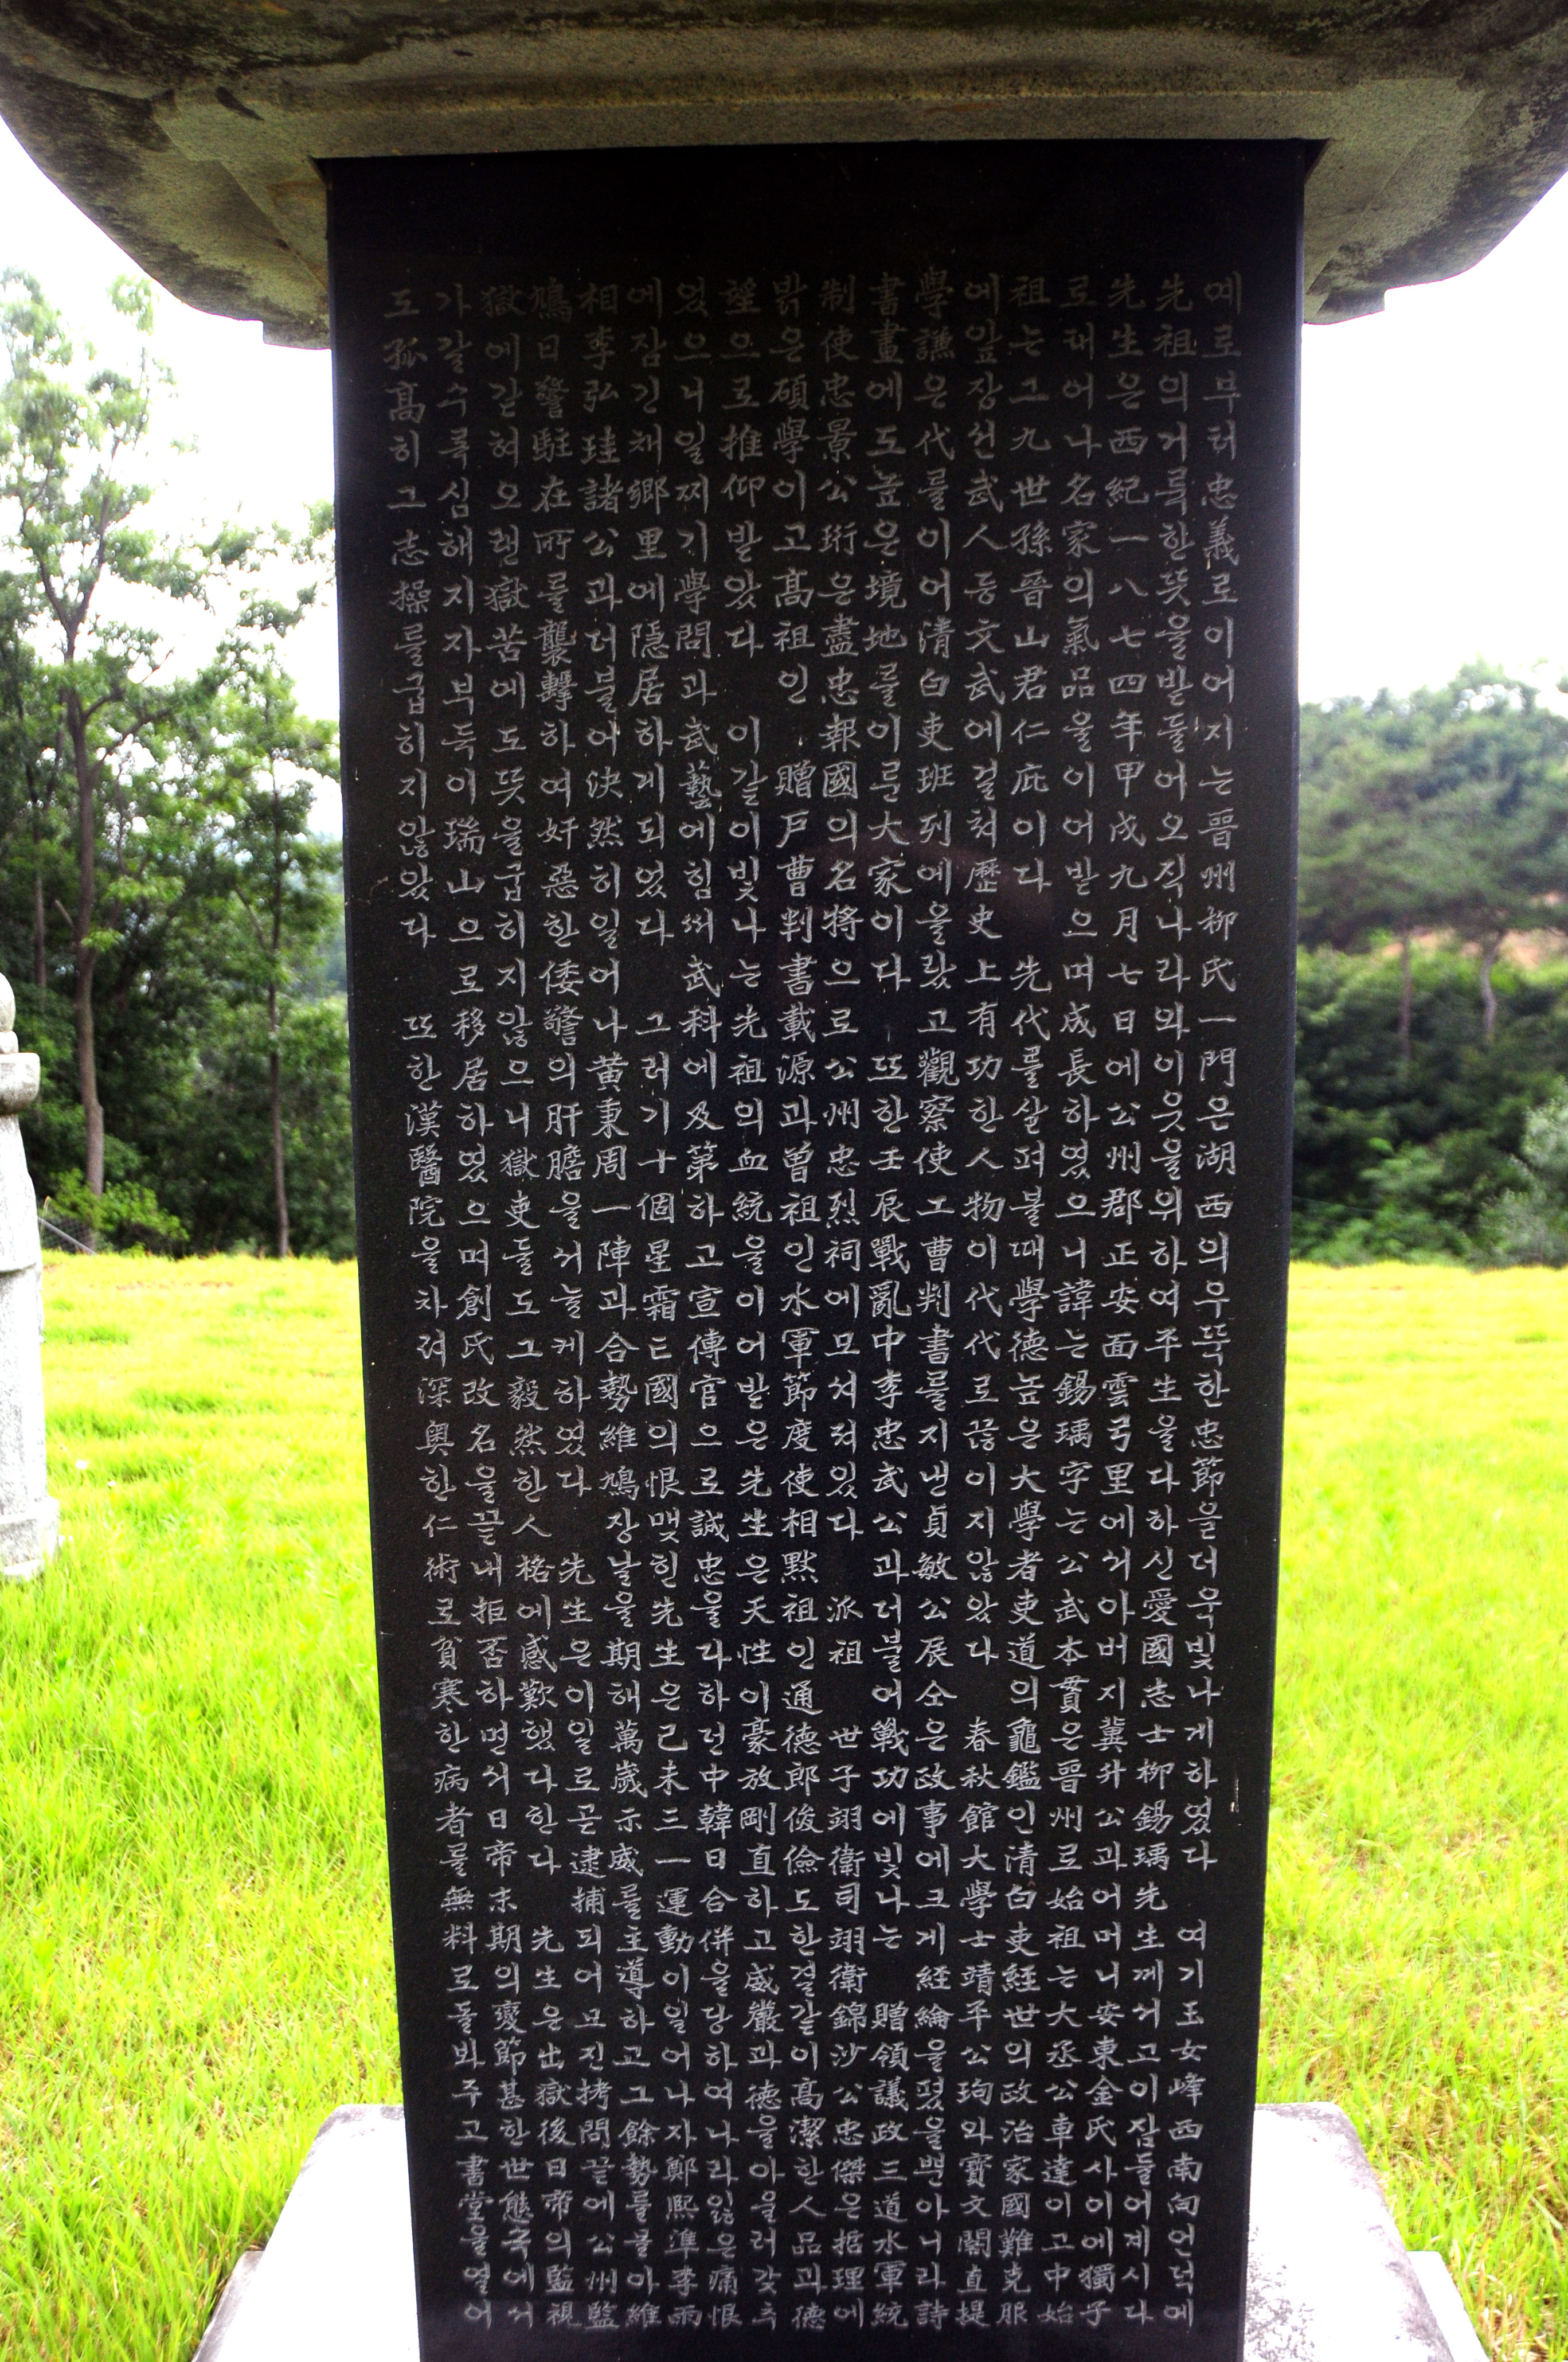 예로부터 忠義로 이어지는 晋州柳氏一門은 湖西의 우뚝한 忠節을 더욱 빛나게 하였다 여기 玉女峰 西南向 언덕에
先祖의 거룩한 뜻을 받들어 오직 나라와 이웃을 위하여 平生을 다하신 愛國志士 柳錫瑀 先生께서 고이 잠들어 계시다
先生은 西紀 一八七四年 甲戌 九月 七日에 公州郡 正安面 雲弓里에서 아버지 冀升公과 어머니 安東金氏 사이에 獨子
로 태어나 名家의 氣品을 이어받으며 成長하였으니 諱는 錫瑀 字는 公武 本貫은 晋州로 始祖는 大丞公 車達이고 中始
祖는 그 九世孫 晋山君 仁庇이다 先代를 살펴볼때 學德높은 大學者 吏道의 龜鑑인 淸白吏 経世의 政治家 國難克服
에 앞장선 武人등 文武에 걸쳐 歷史上 有功한 人物이 代代로 끊이지 않았다 春秋館大學士 靖平公 珣와 寶文閣直提
學 謙은 代를 이어 淸白吏 班列에 올랐고 觀察使 工曹判書를 지낸 貞敏公 辰仝은 政事에 크게 経綸을 폈을뿐 아니라 詩
書畫에도 높은 境地를 이룬 大家이다 또한 壬辰戰亂中 李忠武公과 더불어 戰功에 빛나는 贈領議政 三道水軍統
制使 忠景公 珩은 盡忠報國의 名將으로 公州 忠烈祠에 모셔져있다 派祖 世子翊衛司翊衛 錦沙公 忠傑은 哲理에
밝은 碩學이고 高祖인 贈戶曹判書 載源과 曾祖인 水軍節度使 相默 祖인 通德郎 俊儉도 한결같이 高潔한 人品과 德
望으로 推仰받았다 이같이 빛나는 先祖의 血統을 이어받은 先生은 天性이 豪放剛直하고 威嚴과 德을 아울러 갖추
었으니 일찌기 學問과 武藝에 힘써 武科에 及第하고 宣傳官으로 誠忠을 다하던 中 韓日合倂을 당하여 나라잃은 痛恨
에 잠긴채 鄕里에 隱居하게 되었다 그러기 十個星霜 亡國의 恨맺힌 先生은 己未三一運動이 일어나자 鄭熙準 李雨
相 李弘珪 諸公과 더불어 決然히 일어나 黃秉周 一陣과 合勢 維鳩장날을 期해 萬歲示威를 主導하고 그 餘勢를 몰아 維
鳩日警駐在所를 襲擊하여 奸惡한 倭警의 肝膽을 서늘케 하였다 先生은 이일로 곧 逮捕되어 모진 拷問끝에 公州監
獄에 갇혀 오랜 獄苦에도 뜻을 굽히지 않으니 獄吏들도 그 毅然한 人格에 感歎했다 한다 先生은 出獄後 日帝의 監視
가 갈수록 심해지자 부득이 瑞山으로 移居하였으며 創氏改名을 끝내 拒否하면서 日帝末期의 變節甚한 世態속에서
도 孤高히 그 志操를 굽히지 않았다 또한 漢醫院을 차려 深奧한 仁術로 貧寒한 病者를 無料로 돌봐주고 書堂을 열어